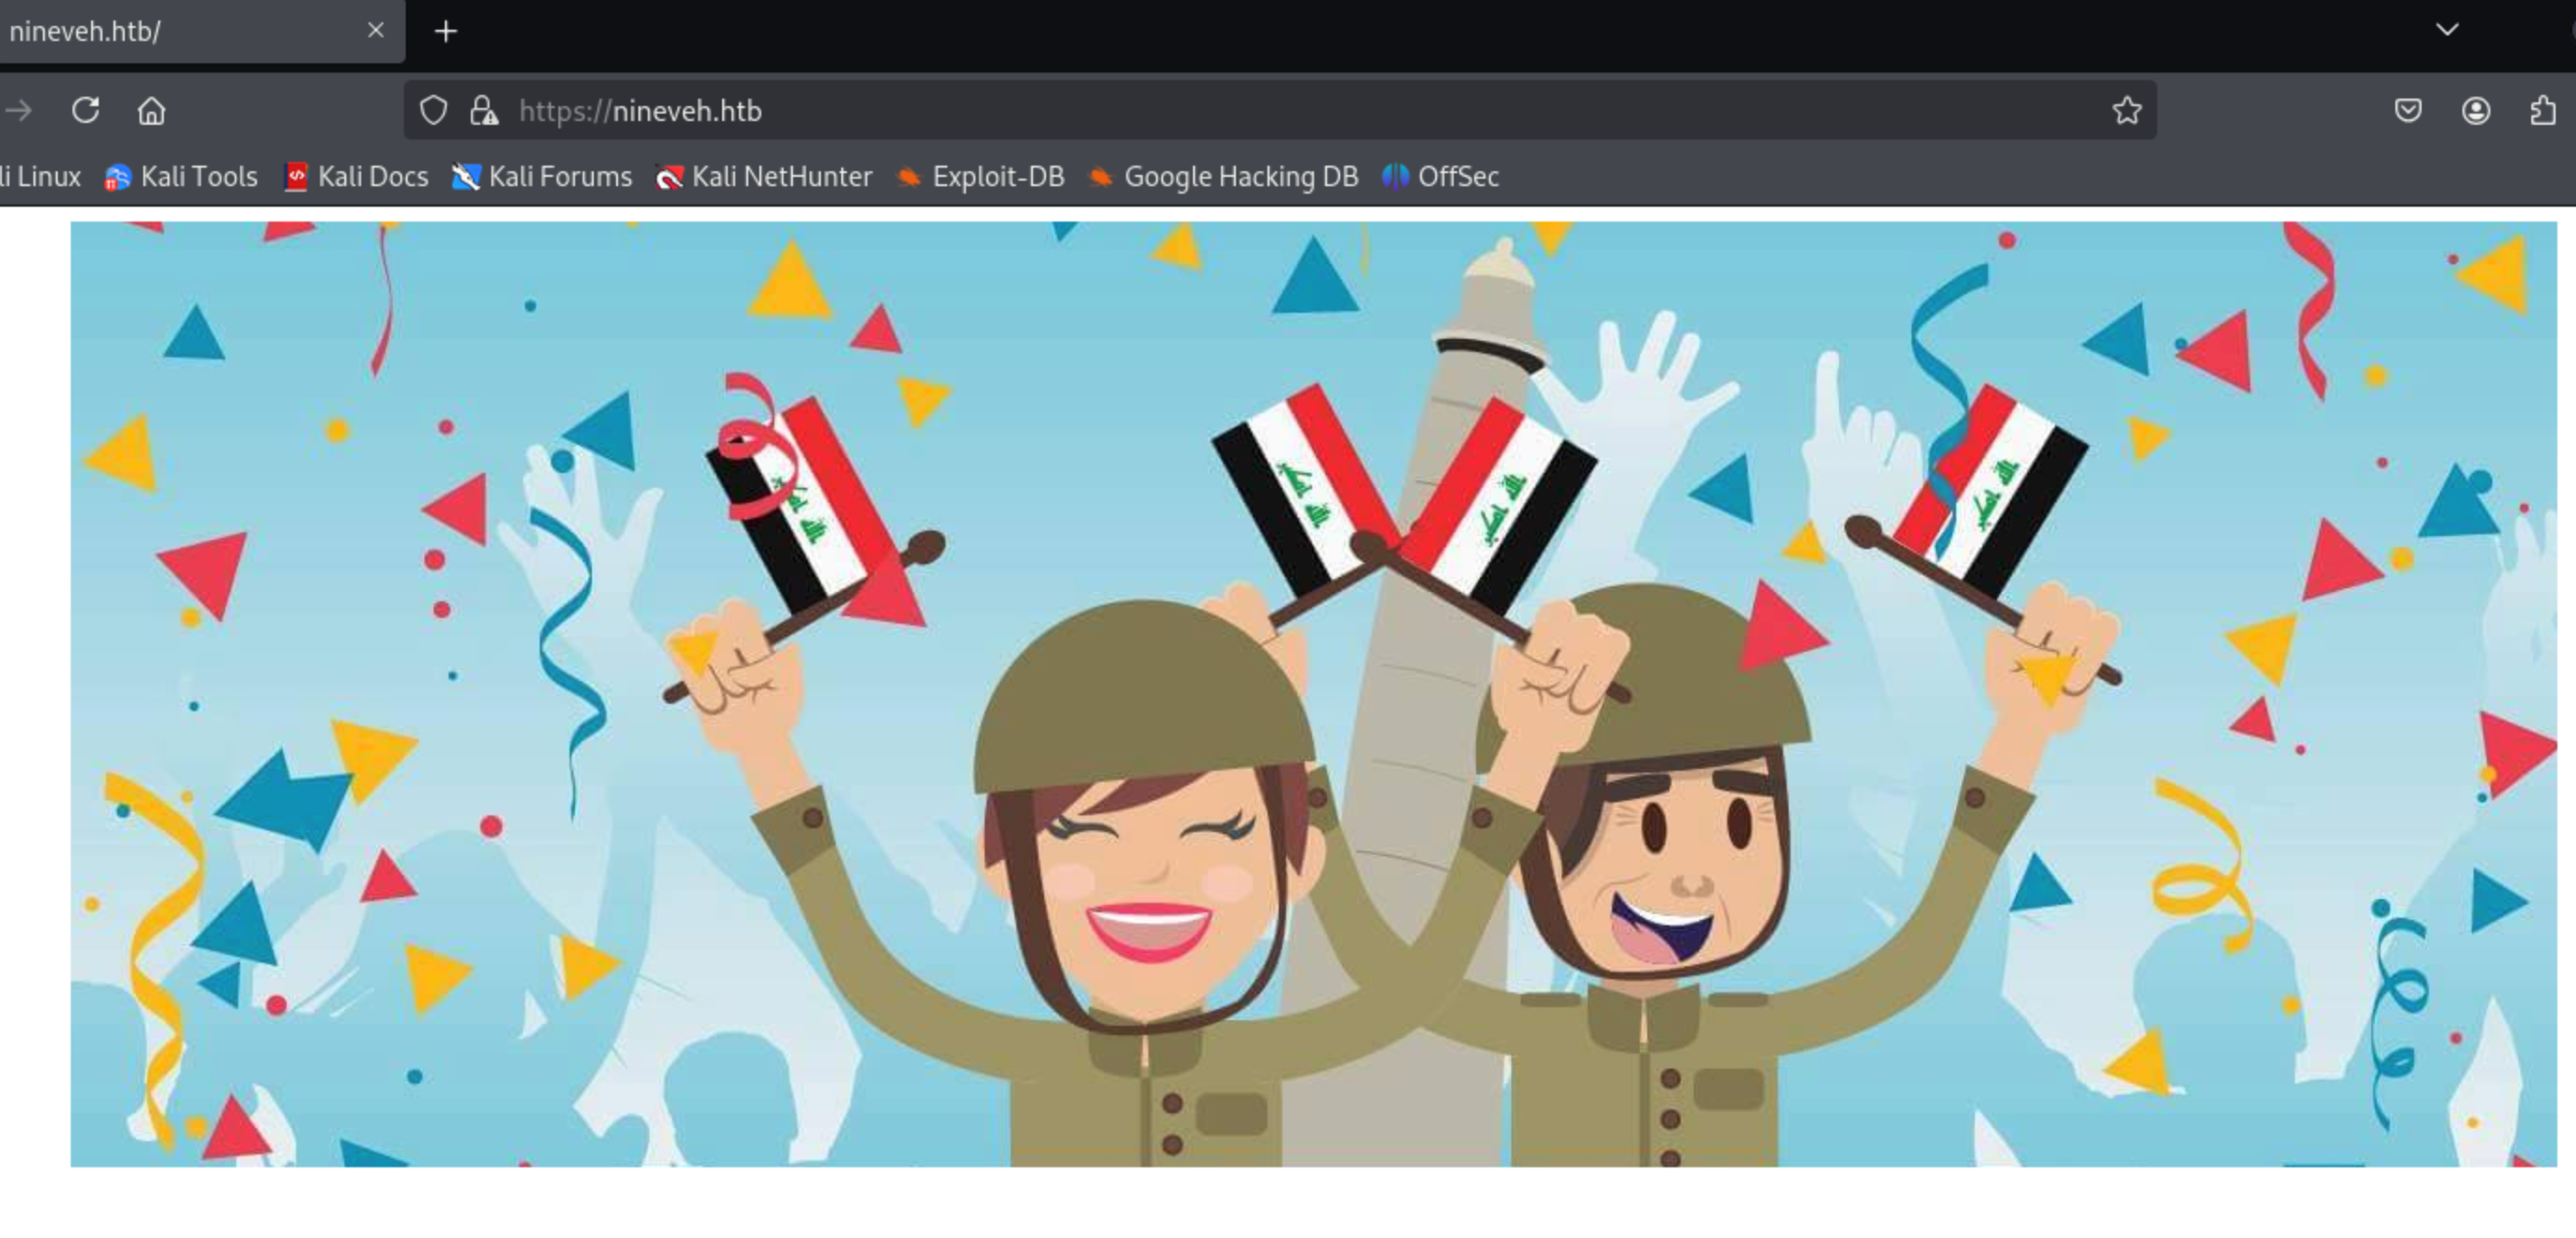 nineveh.htb/
https://nineveh.htb
li Linux Kali Tools Kali Docs Kali Forums Kali NetHunter Exploit-DB Google Hacking DB OffSec